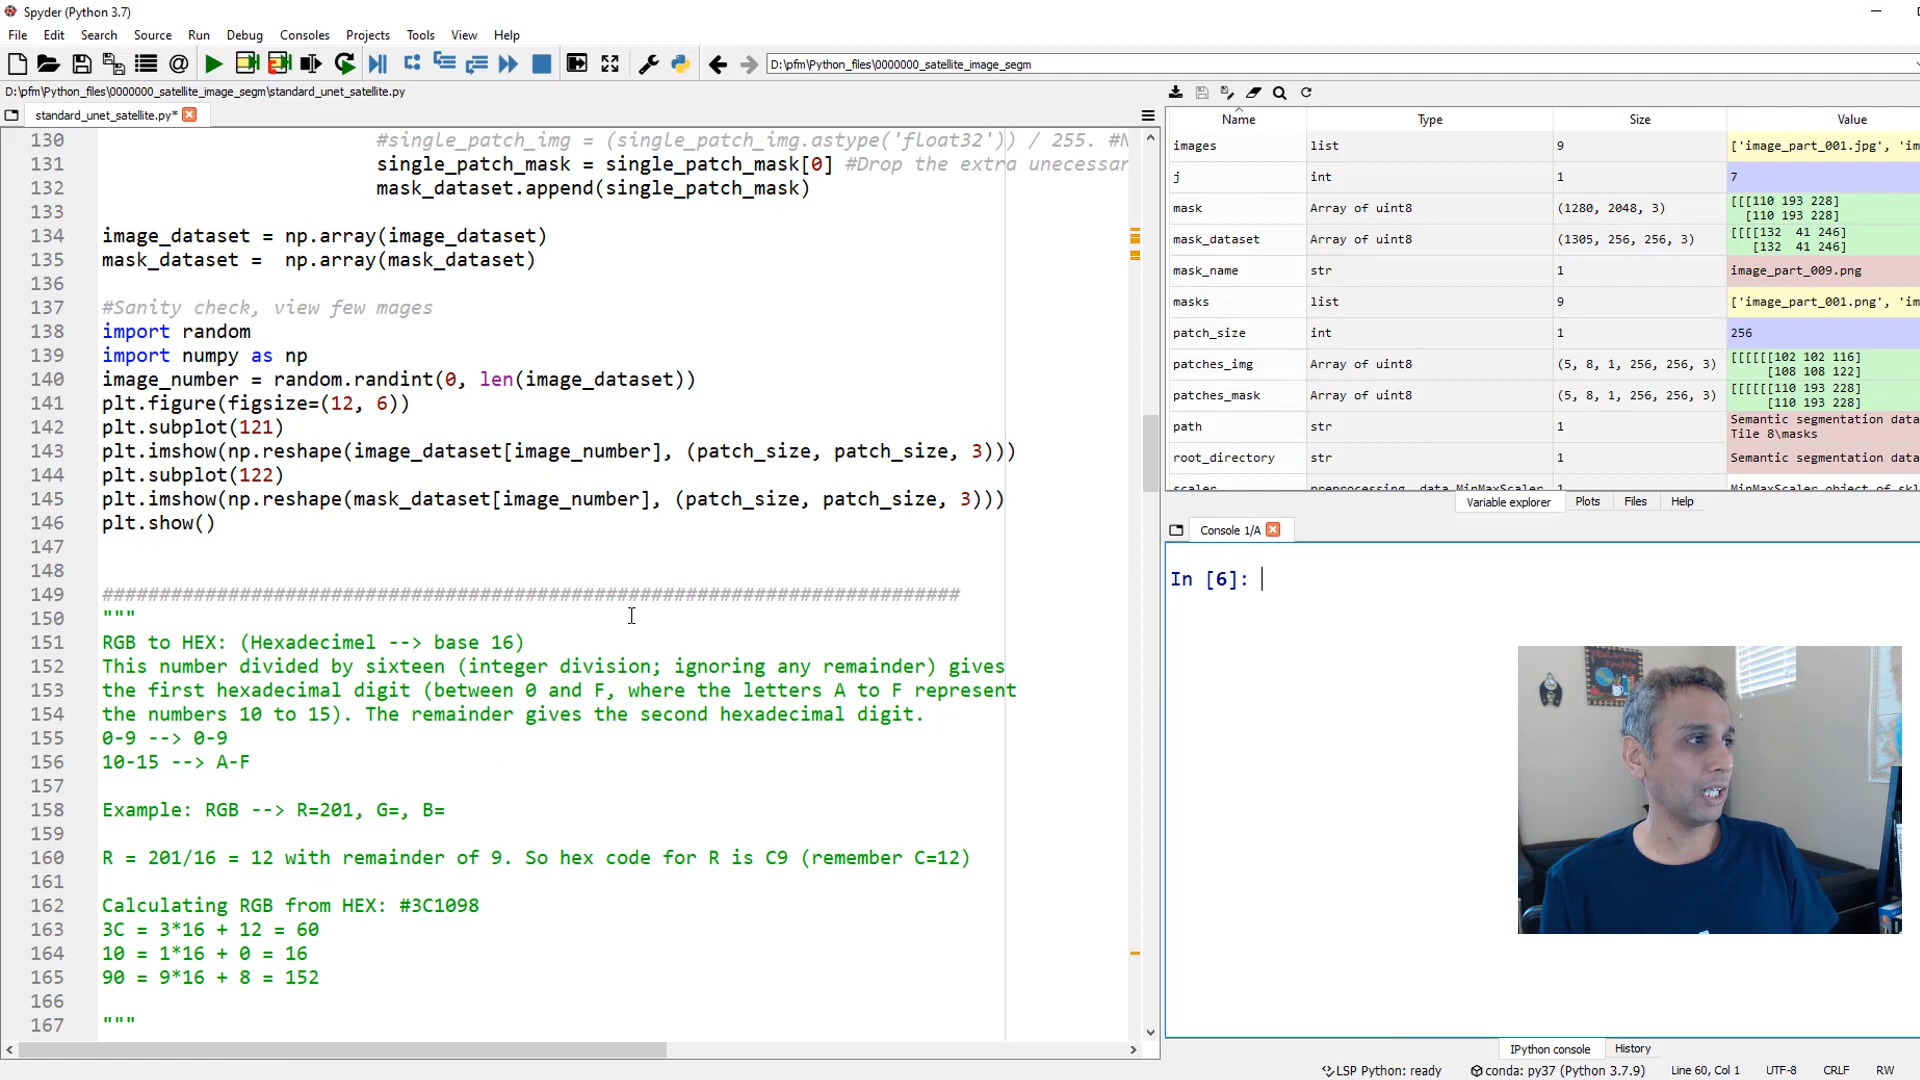 Spyder (Python 3.7)
File Edit Search Source Run Debug Consoles Projects Tools View Help
D:\pfm\Python_files\0000000_satellite_image_segm
D:\pfm\Python_files\0000000_satellite_image_segm\standard_unet_satellite.py
standard_unet_satellite.py*
130 #single_patch_img = (single_patch_img.astype('float32')) / 255. #N
131 single_patch_mask = single_patch_mask[0] #Drop the extra unecessar
132 mask_dataset.append(single_patch_mask)
133
134 image_dataset = np.array(image_dataset)
135 mask_dataset =  np.array(mask_dataset)
136
137 #Sanity check, view few mages
138 import random
139 import numpy as np
140 image_number = random.randint(0, len(image_dataset))
141 plt.figure(figsize=(12, 6))
142 plt.subplot(121)
143 plt.imshow(np.reshape(image_dataset[image_number], (patch_size, patch_size, 3)))
144 plt.subplot(122)
145 plt.imshow(np.reshape(mask_dataset[image_number], (patch_size, patch_size, 3)))
146 plt.show()
147
148
149 ###########################################################################
150 """
151 RGB to HEX: (Hexadecimel --> base 16)
152 This number divided by sixteen (integer division; ignoring any remainder) gives
153 the first hexadecimal digit (between 0 and F, where the letters A to F represent
154 the numbers 10 to 15). The remainder gives the second hexadecimal digit.
155 0-9 --> 0-9
156 10-15 --> A-F
157
158 Example: RGB --> R=201, G=, B=
159
160 R = 201/16 = 12 with remainder of 9. So hex code for R is C9 (remember C=12)
161
162 Calculating RGB from HEX: #3C1098
163 3C = 3*16 + 12 = 60
164 10 = 1*16 + 0 = 16
165 90 = 9*16 + 8 = 152
166
167 """
Name Type Size Value
images list 9 ['image_part_001.jpg', 'im
j int 1 7
mask Array of uint8 (1280, 2048, 3) [[[110 193 228]
[110 193 228]
mask_dataset Array of uint8 (1305, 256, 256, 3) [[[[132  41 246]
[132  41 246]
mask_name str 1 image_part_009.png
masks list 9 ['image_part_001.png', 'im
patch_size int 1 256
patches_img Array of uint8 (5, 8, 1, 256, 256, 3) [[[[[[102 102 116]
[108 108 122]
patches_mask Array of uint8 (5, 8, 1, 256, 256, 3) [[[[[[110 193 228]
[110 193 228]
path str 1 Semantic segmentation data
Tile 8\masks
root_directory str 1 Semantic segmentation data
scaler preprocessing._data.MinMaxScaler 1 MinMaxScaler object of skl
Variable explorer Plots Files Help
Console 1/A
In [6]:
IPython console History
LSP Python: ready conda: py37 (Python 3.7.9) Line 60, Col 1 UTF-8 CRLF RW